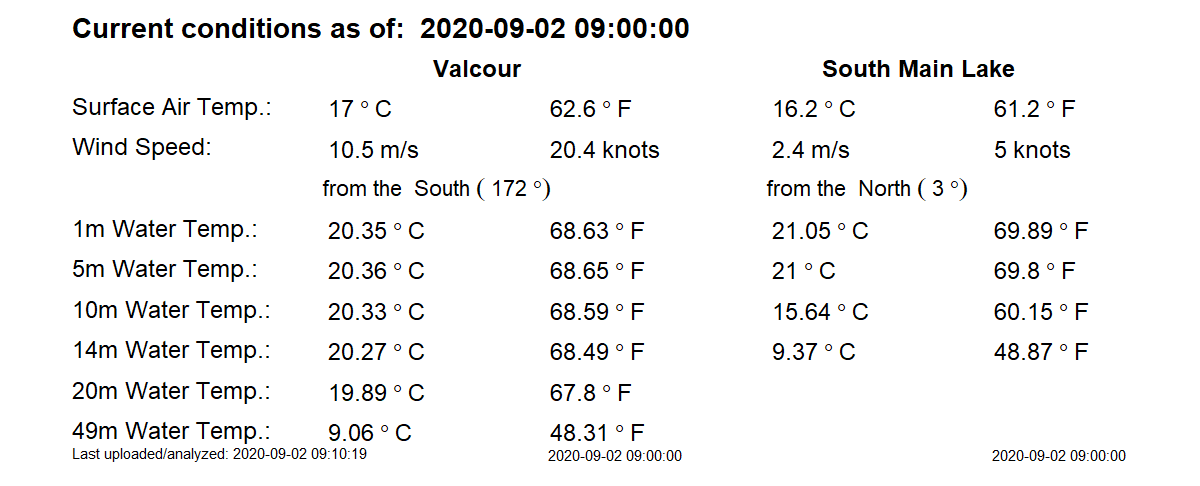 Current conditions as of: 2020-09-02 09:00:00
Valcour South Main Lake
Surface Air Temp.: 17 ° C 62.6 ° F 16.2 ° C 61.2 ° F
Wind Speed: 10.5 m/s 20.4 knots 2.4 m/s 5 knots
from the South ( 172 °) from the North ( 3 °)
1m Water Temp.: 20.35 ° C 68.63 ° F 21.05 ° C 69.89 ° F
5m Water Temp.: 20.36 ° C 68.65 ° F 21 ° C 69.8 ° F
10m Water Temp.: 20.33 ° C 68.59 ° F 15.64 ° C 60.15 ° F
14m Water Temp.: 20.27 ° C 68.49 ° F 9.37 ° C 48.87 ° F
20m Water Temp.: 19.89 ° C 67.8 ° F
49m Water Temp.: 9.06 ° C 48.31 ° F
Last uploaded/analyzed: 2020-09-02 09:10:19 2020-09-02 09:00:00 2020-09-02 09:00:00